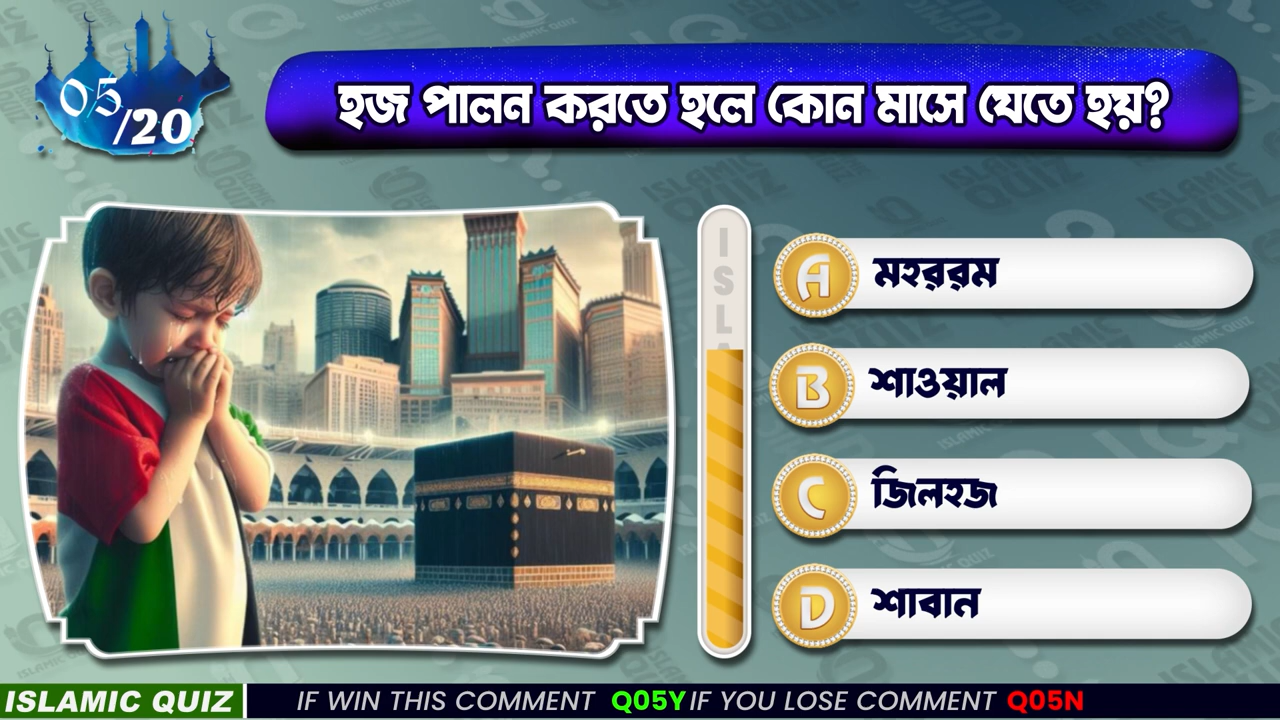 05/20
হজ পালন করতে হলে কোন মাসে যেতে হয়?
ISL
A মহররম
B শাওয়াল
C জিলহজ
D শাবান
ISLAMIC QUIZ IF WIN THIS COMMENT Q05Y IF YOU LOSE COMMENT Q05N